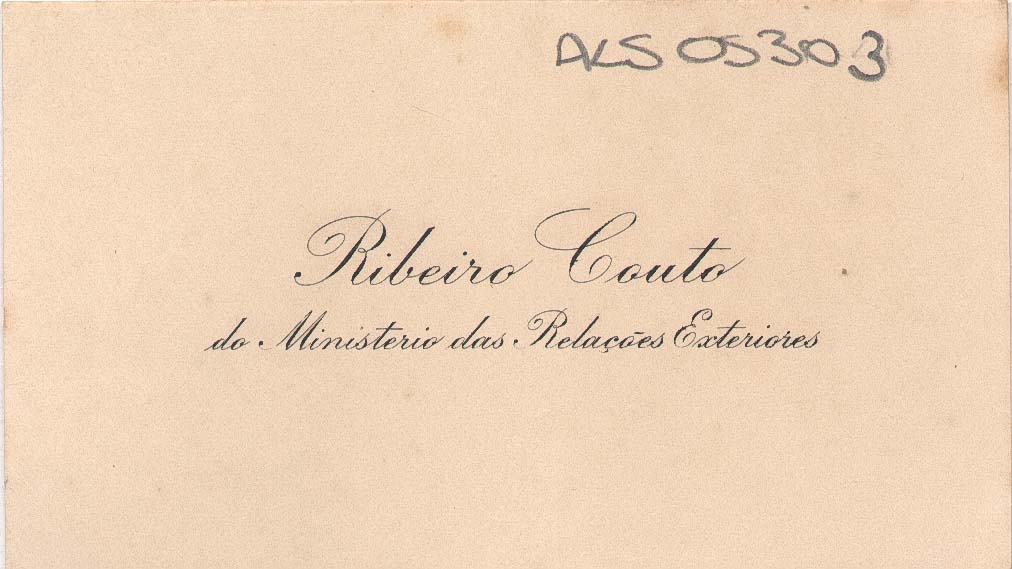 ALS 05303
Ribeiro Couto
do Ministerio das Relações Exteriores